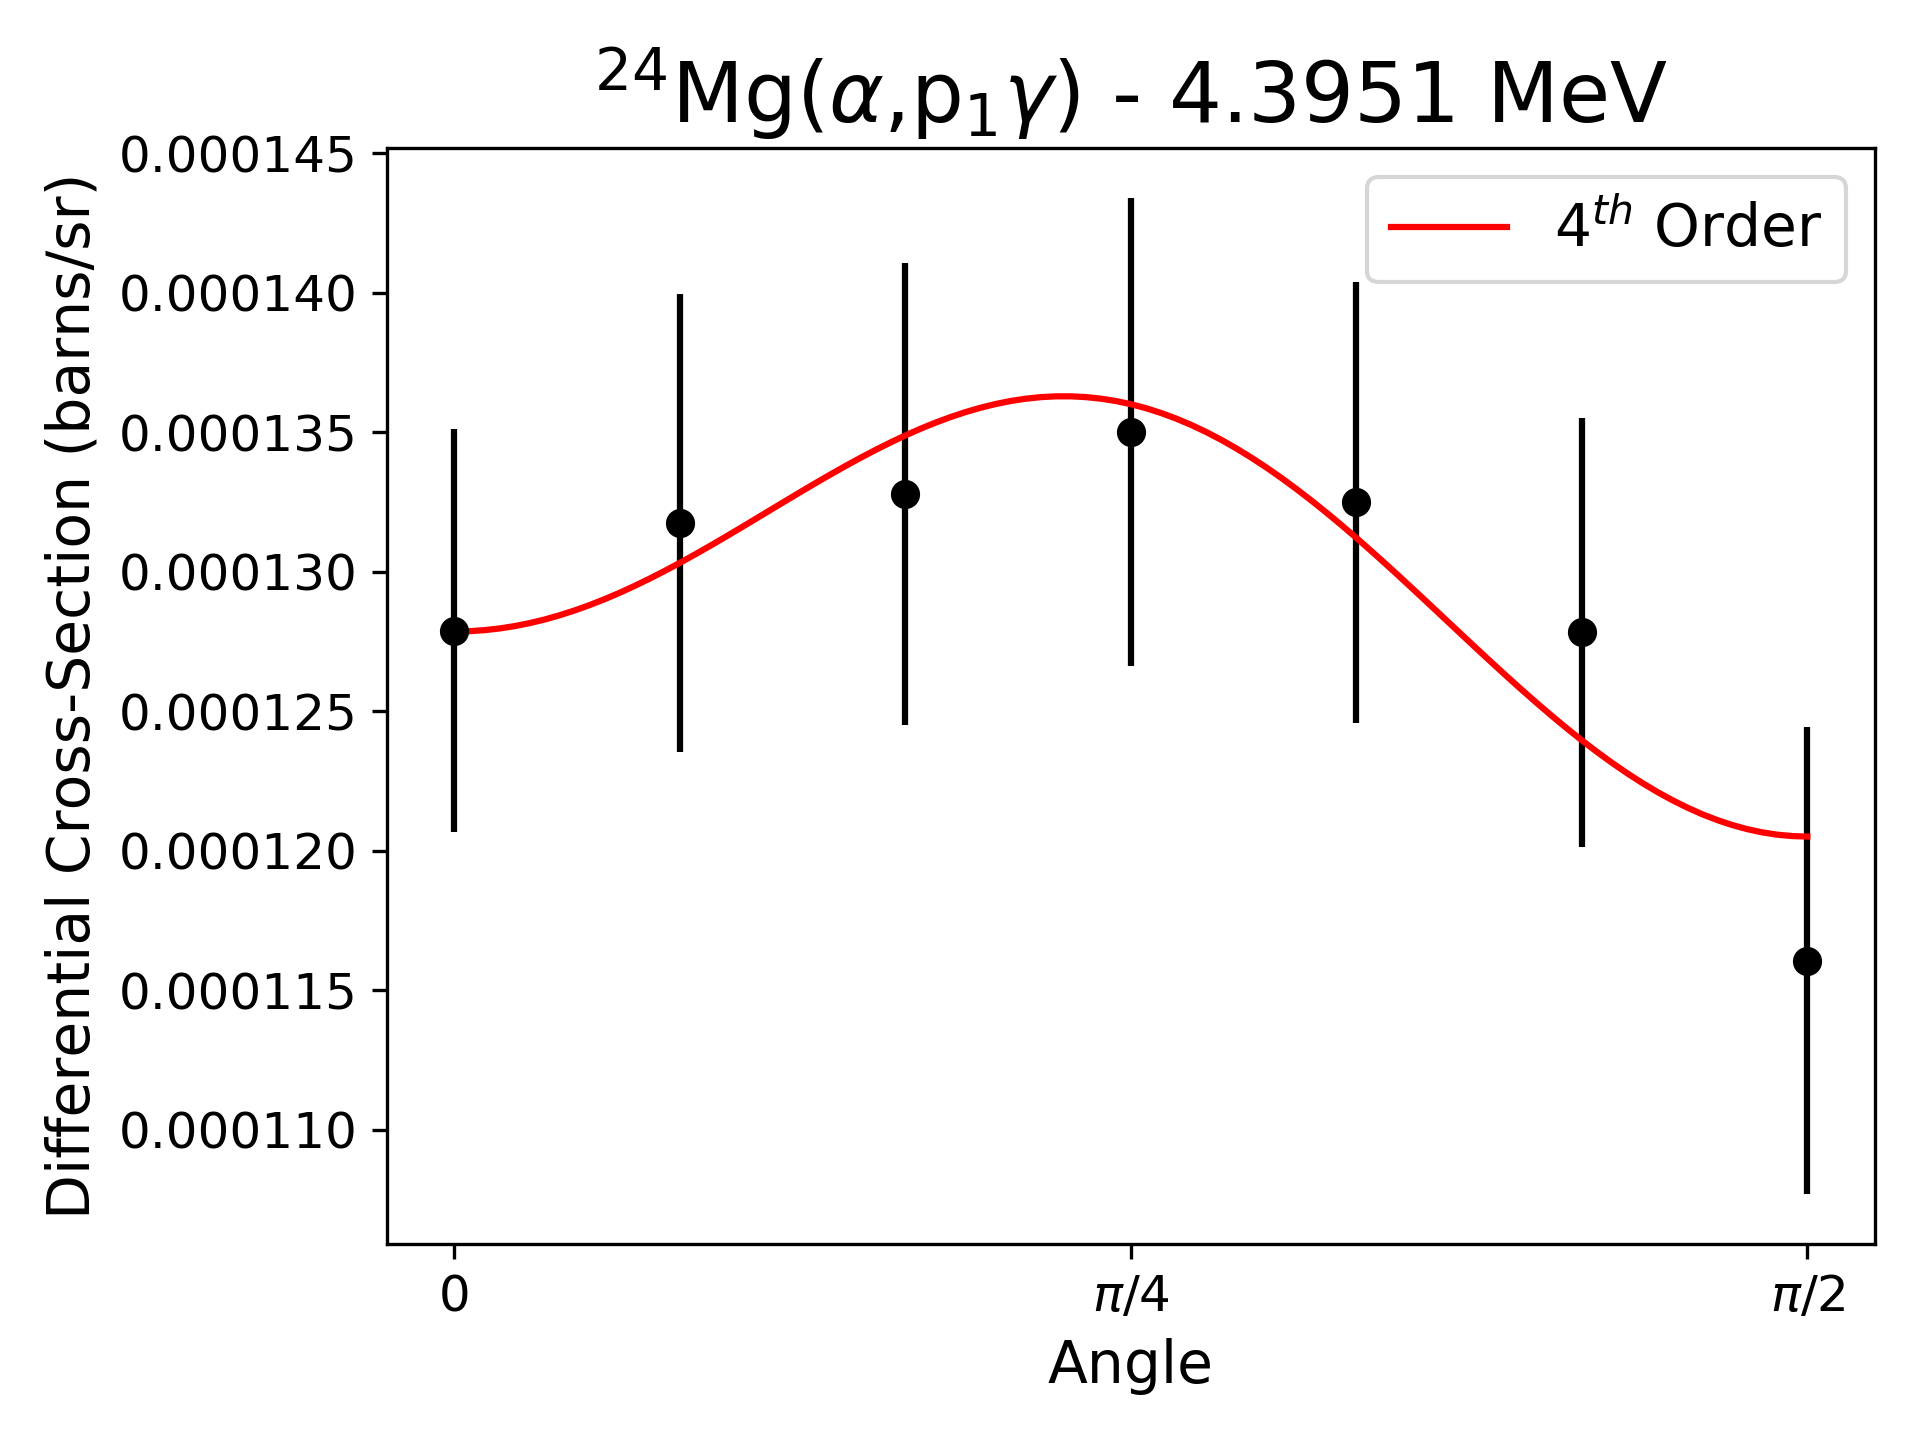 ²⁴Mg(α,p₁γ) - 4.3951 MeV
Differential Cross-Section (barns/sr)
0.000145
0.000140
0.000135
0.000130
0.000125
0.000120
0.000115
0.000110
4ᵗʰ Order
0 π/4 π/2
Angle